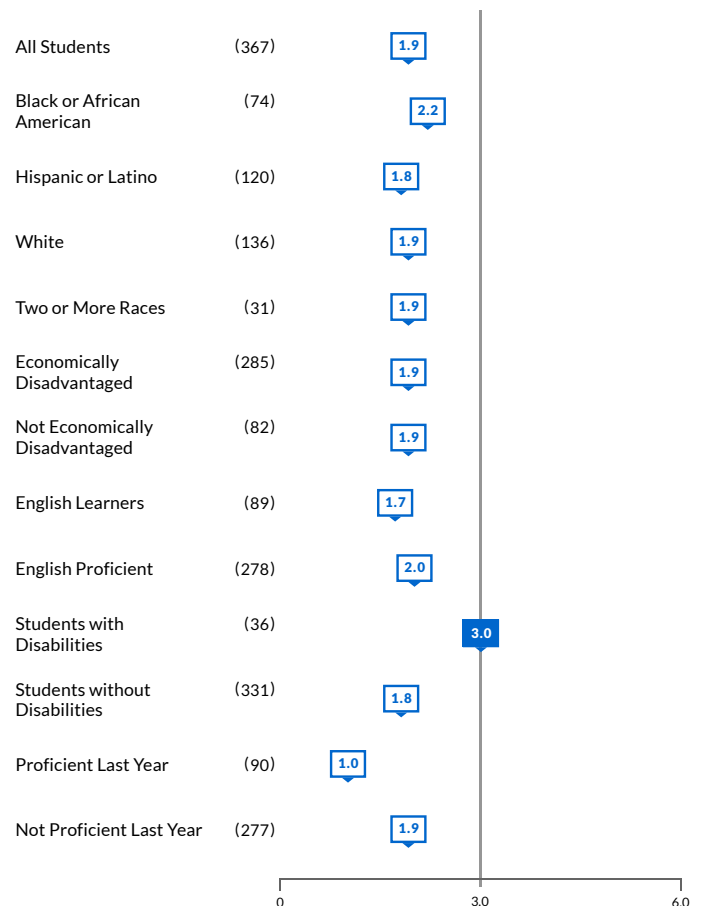 All Students (367) 1.9
Black or African (74)
American
2.2
Hispanic or Latino (120) 1.8
White (136) 1.9
Two or More Races (31) 1.9
Economically (285)
Disadvantaged
1.9
Not Economically (82)
Disadvantaged
1.9
English Learners (89) 1.7
English Proficient (278) 2.0
Students with (36)
Disabilities
3.0
Students without (331)
Disabilities
1.8
Proficient Last Year (90) 1.0
Not Proficient Last Year (277) 1.9
0 3.0 6.0